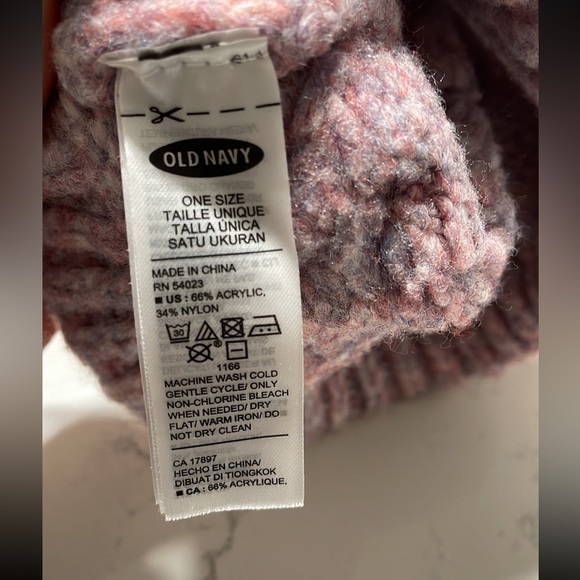 OLD NAVY
ONE SIZE
TAILLE UNIQUE
TALLA ÚNICA
SATU UKURAN
MADE IN CHINA
RN 54023
■ US : 66% ACRYLIC,
34% NYLON
30
®
1166
MACHINE WASH COLD
GENTLE CYCLE/ ONLY
NON-CHLORINE BLEACH
WHEN NEEDED/ DRY
FLAT/ WARM IRON/ DO
NOT DRY CLEAN
CA 17897
HECHO EN CHINA/
DIBUAT DI TIONGKOK
■ CA : 66% ACRYLIQUE,